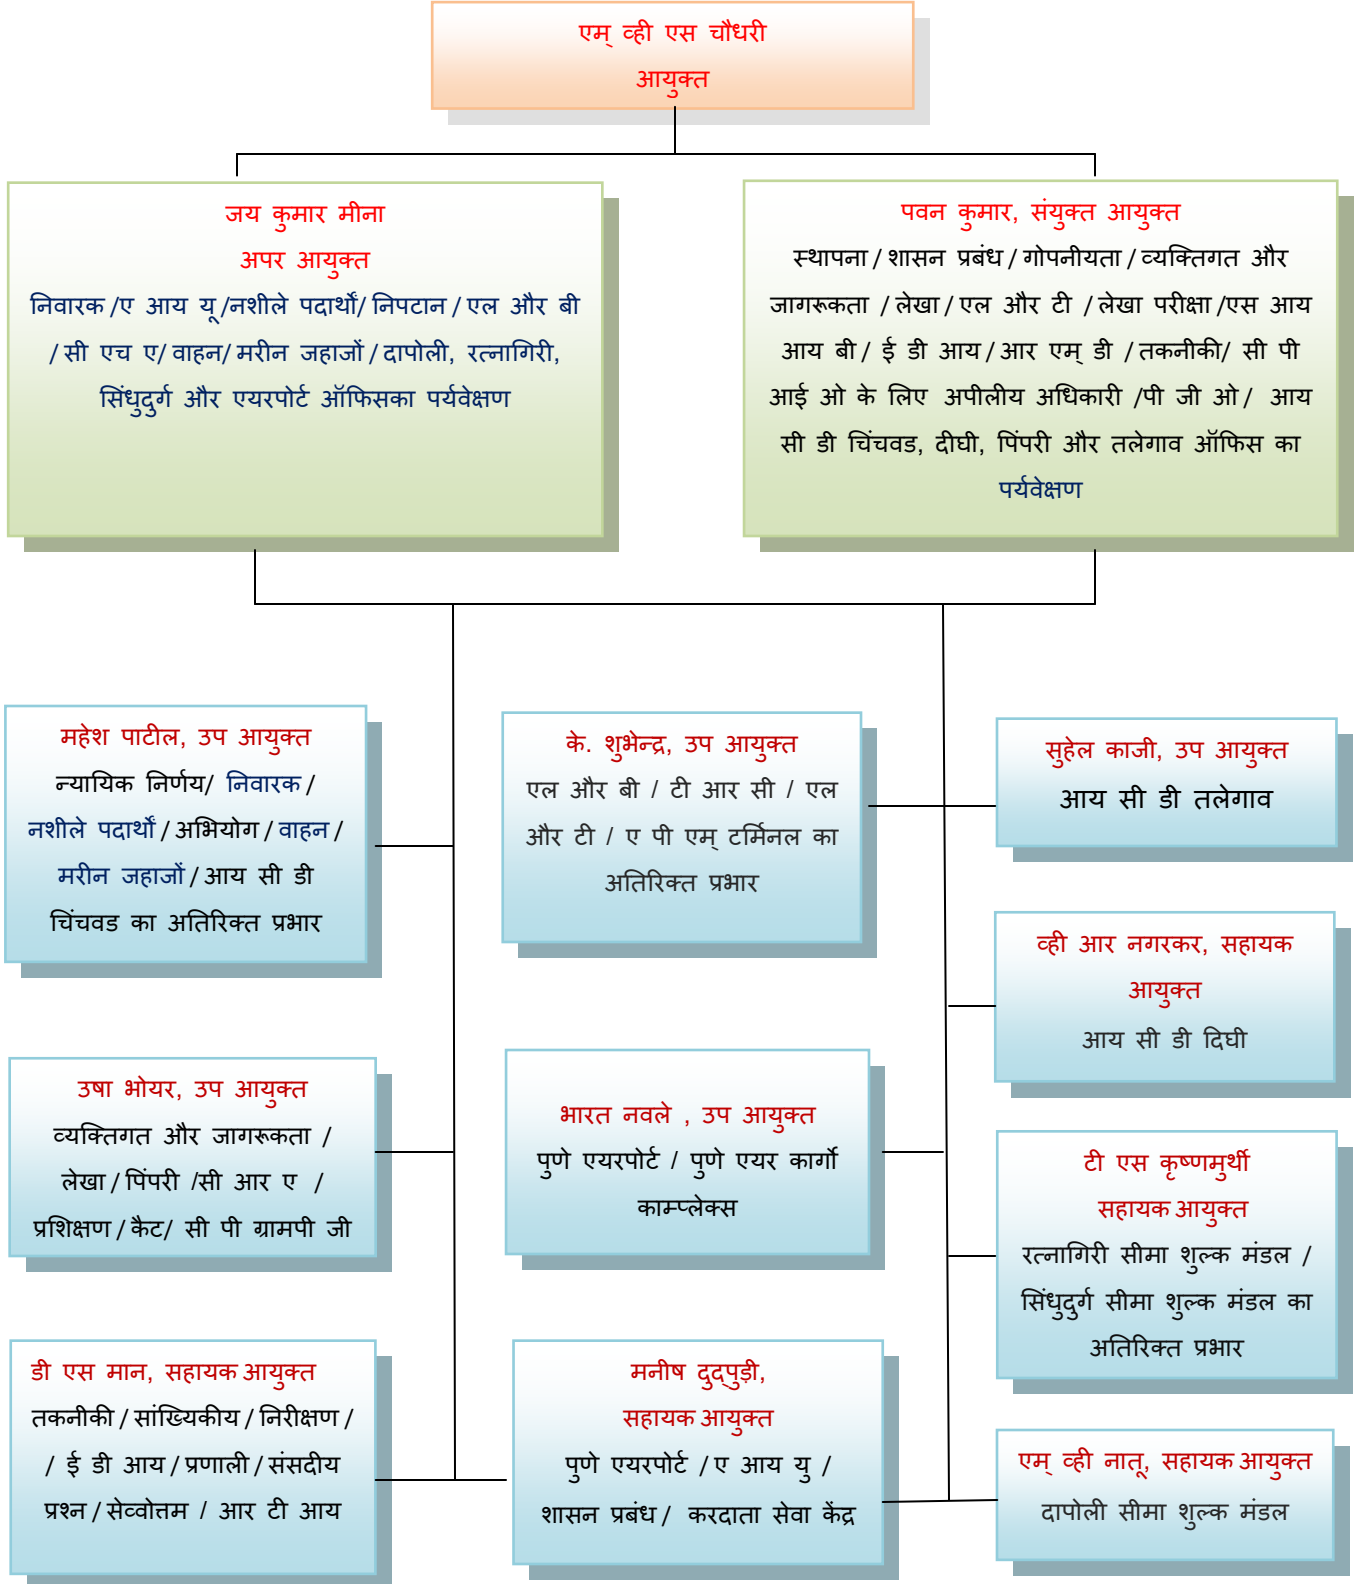 एम् व्ही एस चौधरी
आयुक्त
जय कुमार मीना
अपर आयुक्त
निवारक /ए आय यू /नशीले पदार्थों/ निपटान / एल और बी
/ सी एच ए/ वाहन/ मरीन जहाजों / दापोली, रत्नागिरी,
सिंधुदुर्ग और एयरपोर्ट ऑफिसका पर्यवेक्षण
पवन कुमार, संयुक्त आयुक्त
स्थापना / शासन प्रबंध / गोपनीयता / व्यक्तिगत और
जागरूकता / लेखा / एल और टी / लेखा परीक्षा /एस आय
आय बी / ई डी आय / आर एम् डी / तकनीकी/ सी पी
आई ओ के लिए अपीलीय अधिकारी /पी जी ओ / आय
सी डी चिंचवड, दीघी, पिंपरी और तलेगाव ऑफिस का
पर्यवेक्षण
महेश पाटील, उप आयुक्त
न्यायिक निर्णय/ निवारक /
नशीले पदार्थों / अभियोग / वाहन /
मरीन जहाजों / आय सी डी
चिंचवड का अतिरिक्त प्रभार
के. शुभेन्द्र, उप आयुक्त
एल और बी / टी आर सी / एल
और टी / ए पी एम् टर्मिनल का
अतिरिक्त प्रभार
सुहेल काजी, उप आयुक्त
आय सी डी तलेगाव
व्ही आर नगरकर, सहायक
आयुक्त
आय सी डी दिघी
उषा भोयर, उप आयुक्त
व्यक्तिगत और जागरूकता /
लेखा / पिंपरी /सी आर ए /
प्रशिक्षण / कैट/ सी पी ग्रामपी जी
भारत नवले , उप आयुक्त
पुणे एयरपोर्ट / पुणे एयर कार्गो
काम्प्लेक्स
टी एस कृष्णमुर्थी
सहायक आयुक्त
रत्नागिरी सीमा शुल्क मंडल /
सिंधुदुर्ग सीमा शुल्क मंडल का
अतिरिक्त प्रभार
डी एस मान, सहायक आयुक्त
तकनीकी / सांख्यिकीय / निरीक्षण /
/ ई डी आय / प्रणाली / संसदीय
प्रश्न / सेव्वोत्तम / आर टी आय
मनीष दुद्पुड़ी,
सहायक आयुक्त
पुणे एयरपोर्ट / ए आय यु /
शासन प्रबंध / करदाता सेवा केंद्र
एम् व्ही नातू, सहायक आयुक्त
दापोली सीमा शुल्क मंडल